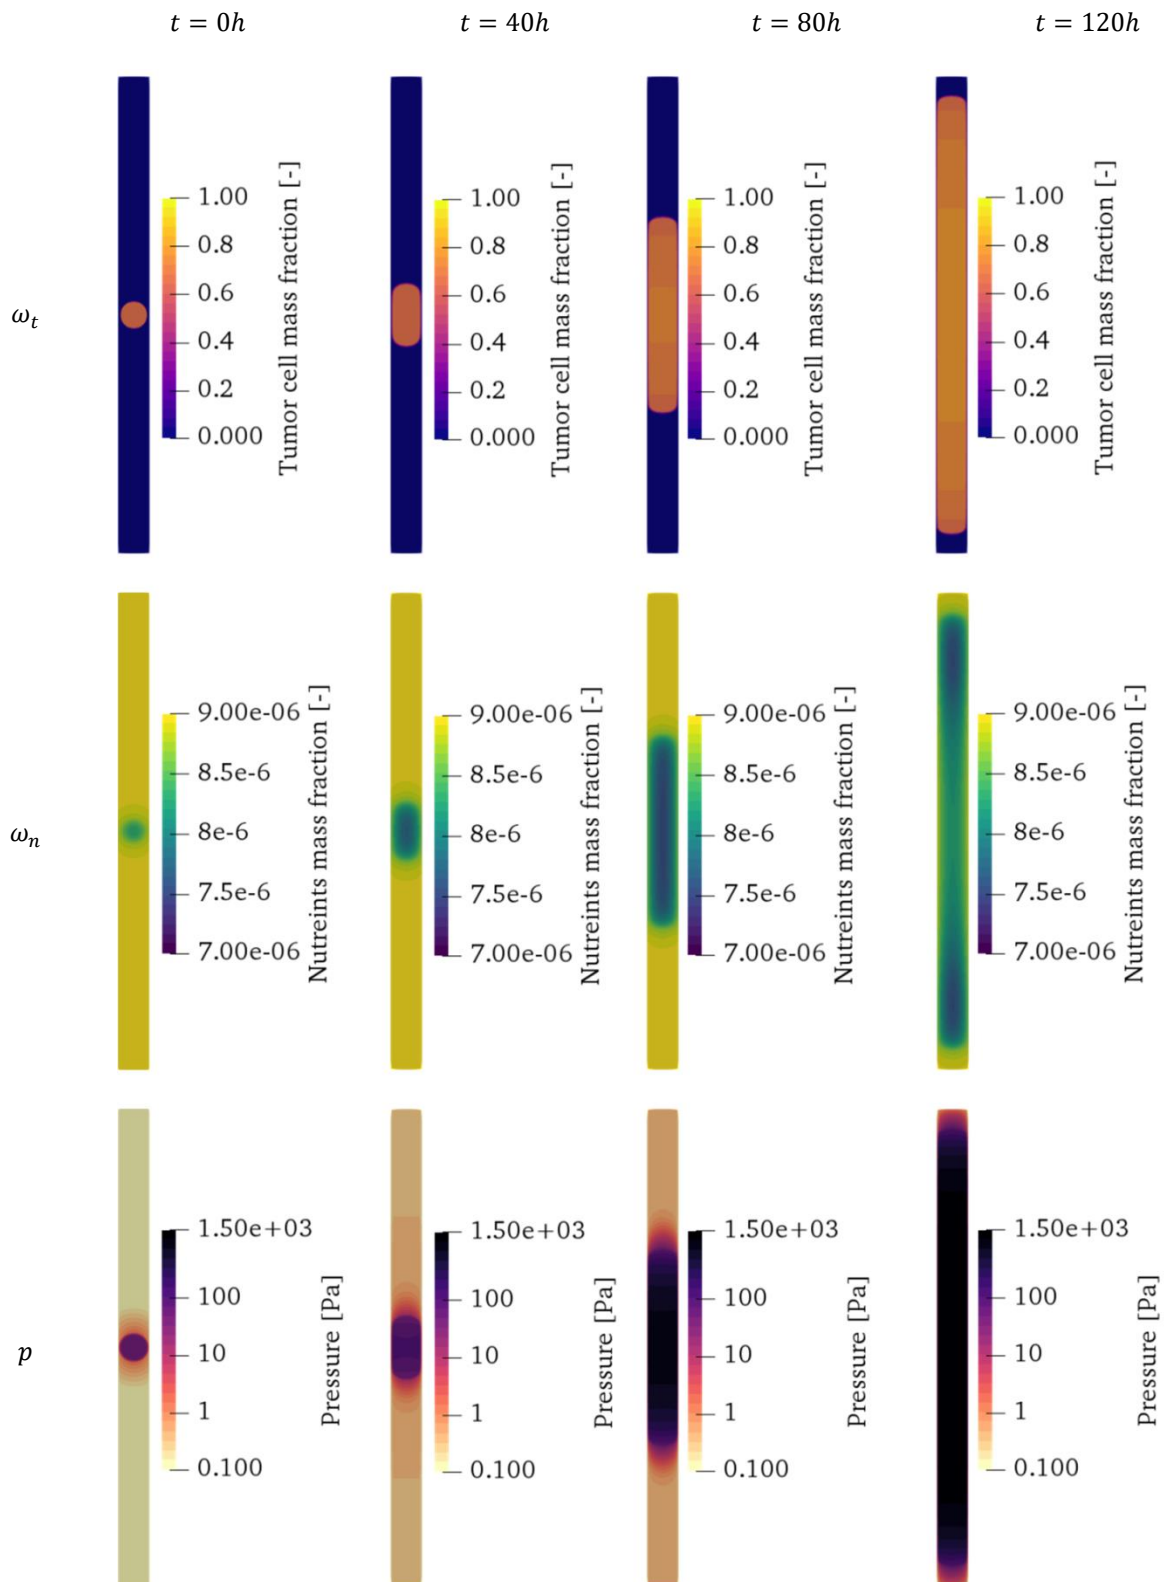 t = 0h
t = 40h
t = 80h
t = 120h
ω_t
1.00
0.8
0.6
0.4
0.2
0.000
Tumor cell mass fraction [-]
1.00
0.8
0.6
0.4
0.2
0.000
Tumor cell mass fraction [-]
1.00
0.8
0.6
0.4
0.2
0.000
Tumor cell mass fraction [-]
1.00
0.8
0.6
0.4
0.2
0.000
Tumor cell mass fraction [-]
ω_n
9.00e-06
8.5e-6
8e-6
7.5e-6
7.00e-06
Nutreints mass fraction [-]
9.00e-06
8.5e-6
8e-6
7.5e-6
7.00e-06
Nutreints mass fraction [-]
9.00e-06
8.5e-6
8e-6
7.5e-6
7.00e-06
Nutreints mass fraction [-]
9.00e-06
8.5e-6
8e-6
7.5e-6
7.00e-06
Nutreints mass fraction [-]
p
1.50e+03
100
10
1
0.100
Pressure [Pa]
1.50e+03
100
10
1
0.100
Pressure [Pa]
1.50e+03
100
10
1
0.100
Pressure [Pa]
1.50e+03
100
10
1
0.100
Pressure [Pa]